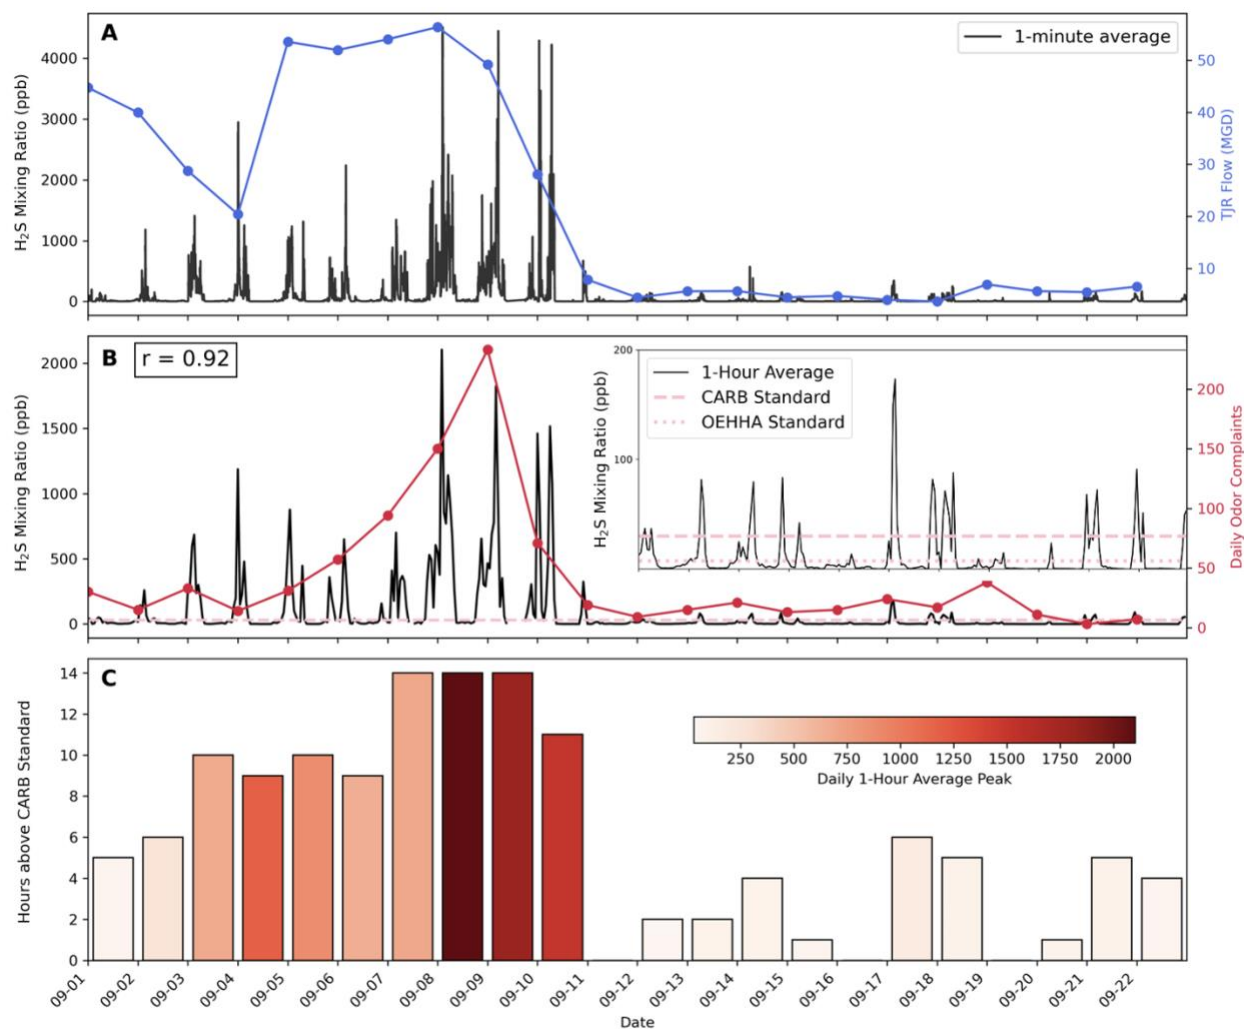 A
1-minute average
H₂S Mixing Ratio (ppb)
4000
3000
2000
1000
0
TJR Flow (MGD)
50
40
30
20
10
B
r = 0.92
H₂S Mixing Ratio (ppb)
2000
1500
1000
500
0
H₂S Mixing Ratio (ppb)
200
100
1-Hour Average
CARB Standard
OEHHA Standard
Daily Odor Complaints
200
150
100
50
0
C
Hours above CARB Standard
14
12
10
8
6
4
2
0
250 500 750 1000 1250 1500 1750 2000
Daily 1-Hour Average Peak
09-01 09-02 09-03 09-04 09-05 09-06 09-07 09-08 09-09 09-10 09-11 09-12 09-13 09-14 09-15 09-16 09-17 09-18 09-19 09-20 09-21 09-22
Date